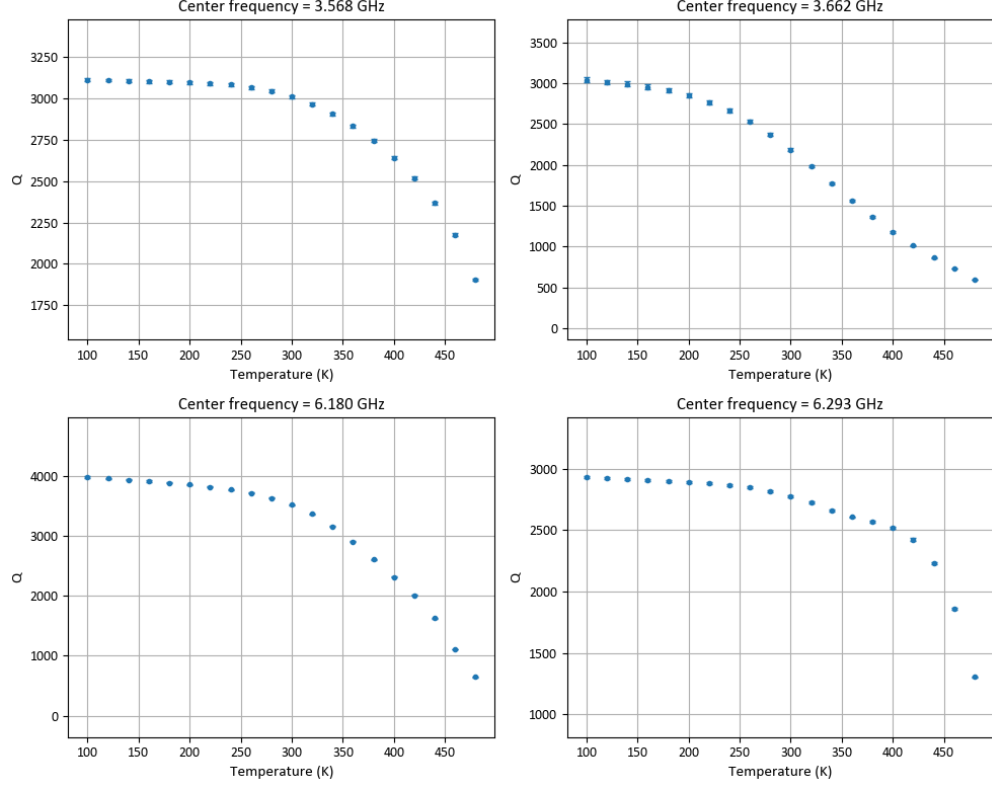 Center frequency = 3.568 GHz
3250
3000
2750
2500
2250
2000
1750
Q
100 150 200 250 300 350 400 450
Temperature (K)
Center frequency = 3.662 GHz
3500
3000
2500
2000
1500
1000
500
0
Q
100 150 200 250 300 350 400 450
Temperature (K)
Center frequency = 6.180 GHz
4000
3000
2000
1000
0
Q
100 150 200 250 300 350 400 450
Temperature (K)
Center frequency = 6.293 GHz
3000
2500
2000
1500
1000
Q
100 150 200 250 300 350 400 450
Temperature (K)